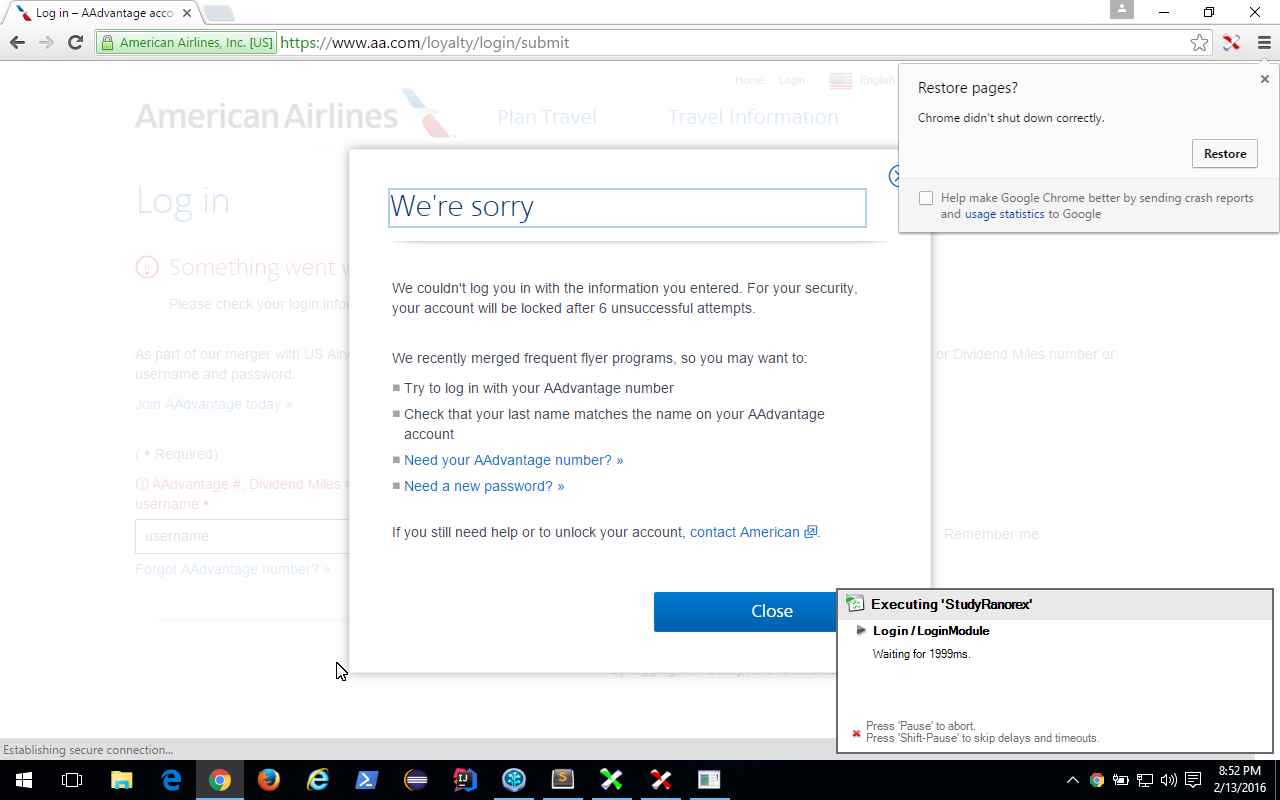 Log in – AAdvantage acco
American Airlines, Inc. [US]
https://www.aa.com/loyalty/login/submit
Home
Login
English
American Airlines
Plan Travel
Travel Information
Restore pages?
Chrome didn't shut down correctly.
Restore
Help make Google Chrome better by sending crash reports
and usage statistics to Google
Log in
Something went
Please check your login
As part of our merger with US
or Dividend Miles number or
username and password.
Join AAdvantage today »
( • Required)
AAdvantage #, Dividend Miles
username •
username
Forgot AAdvantage number? »
Remember me
We're sorry
We couldn't log you in with the information you entered. For your security,
your account will be locked after 6 unsuccessful attempts.
We recently merged frequent flyer programs, so you may want to:
Try to log in with your AAdvantage number
Check that your last name matches the name on your AAdvantage
account
Need your AAdvantage number? »
Need a new password? »
If you still need help or to unlock your account, contact American .
Close
Executing 'StudyRanorex'
Login / LoginModule
Waiting for 1999ms.
Press 'Pause' to abort.
Press 'Shift-Pause' to skip delays and timeouts.
Establishing secure connection...
8:52 PM
2/13/2016